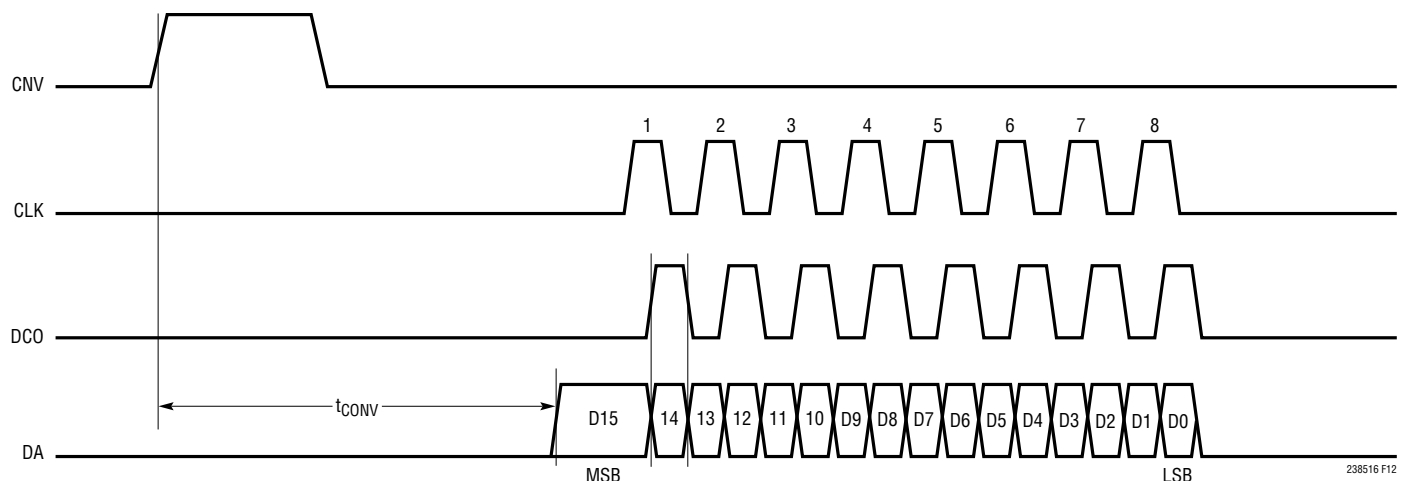 CNV
1 2 3 4 5 6 7 8
CLK
DCO
tCONV
D15 14 13 12 11 10 D9 D8 D7 D6 D5 D4 D3 D2 D1 D0
DA
MSB LSB
238516 F12